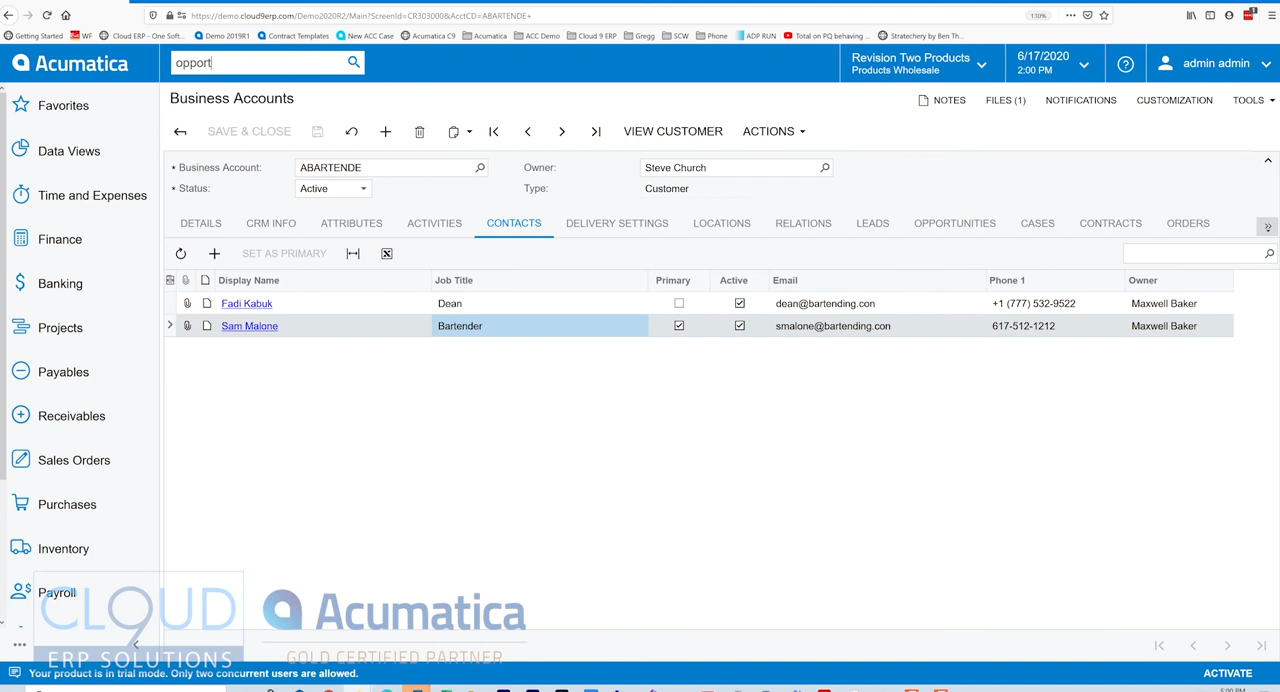 https://demo.cloud9erp.com/Demo2020R2/Main?ScreenId=CR303000&AcctCD=ABARTENDE+
130%
Getting Started WF Cloud ERP - One Soft... Demo 2019R1 Contract Templates New ACC Case Acumatica C9 Acumatica ACC Demo Cloud 9 ERP Gregg SCW Phone ADP RUN Total on PQ behaving ... Stratechery by Ben Th...
Acumatica
opport
Revision Two Products
Products Wholesale
6/17/2020
2:00 PM
admin admin
Favorites
Data Views
Time and Expenses
Finance
Banking
Projects
Payables
Receivables
Sales Orders
Purchases
Inventory
Payroll
Business Accounts
NOTES FILES (1) NOTIFICATIONS CUSTOMIZATION TOOLS
SAVE & CLOSE VIEW CUSTOMER ACTIONS
* Business Account: ABARTENDE Owner: Steve Church
* Status: Active Type: Customer
DETAILS CRM INFO ATTRIBUTES ACTIVITIES CONTACTS DELIVERY SETTINGS LOCATIONS RELATIONS LEADS OPPORTUNITIES CASES CONTRACTS ORDERS
SET AS PRIMARY
Display Name Job Title Primary Active Email Phone 1 Owner
Fadi Kabuk Dean dean@bartending.com +1 (777) 532-9522 Maxwell Baker
Sam Malone Bartender smalone@bartending.com 617-512-1212 Maxwell Baker
CLOUD
ERP SOLUTIONS
Acumatica
GOLD CERTIFIED PARTNER
Your product is in trial mode. Only two concurrent users are allowed.
ACTIVATE
5:00 PM